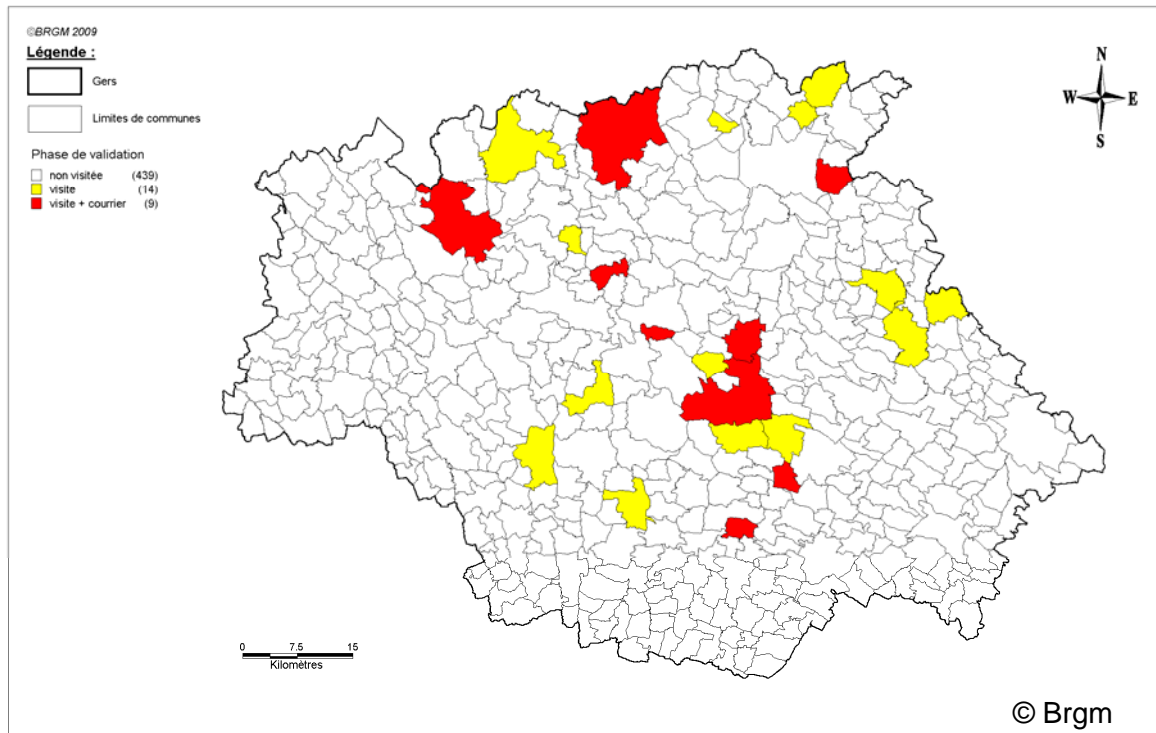 ©BRGM 2009
Légende :
Gers
Limites de communes
Phase de validation
non visitée (439)
visite (14)
visite + courrier (9)
N
W E
S
0 7.5 15
Kilomètres
© Brgm